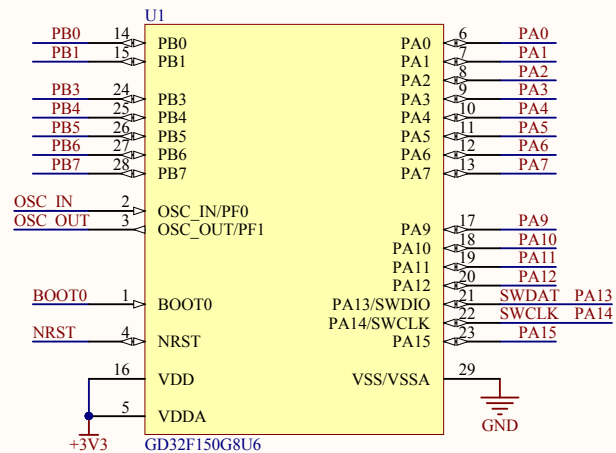 U1
PB0 14 PB0 PA0 6 PA0
PB1 15 PB1 PA1 7 PA1
PA2 8 PA2
PB3 24 PB3 PA3 9 PA3
PB4 25 PB4 PA4 10 PA4
PB5 26 PB5 PA5 11 PA5
PB6 27 PB6 PA6 12 PA6
PB7 28 PB7 PA7 13 PA7
OSC_IN 2 OSC_IN/PF0
OSC_OUT 3 OSC_OUT/PF1 PA9 17 PA9
PA10 18 PA10
PA11 19 PA11
PA12 20 PA12
BOOT0 1 BOOT0 PA13/SWDIO 21 SWDAT PA13
PA14/SWCLK 22 SWCLK PA14
NRST 4 NRST PA15 23 PA15
16 VDD VSS/VSSA 29
5 VDDA
GND
+3V3 GD32F150G8U6